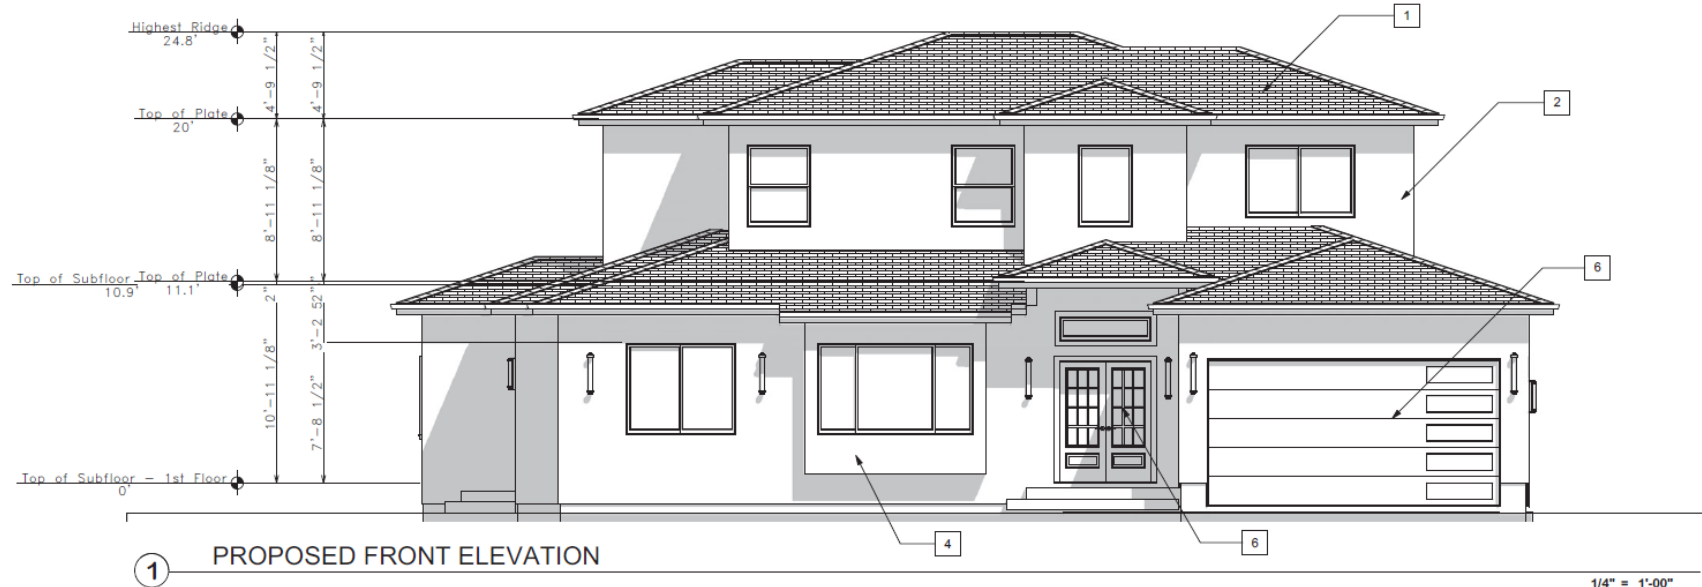 Highest Ridge
24.8'
1
4'-9 1/2"
4'-9 1/2"
2
Top of Plate
20'
8'-11 1/8"
8'-11 1/8"
6
Top of Subfloor
10.9'
Top of Plate
11.1'
2"
3'-2 52"
10'-11 1/8"
7'-8 1/2"
Top of Subfloor – 1st Floor
0'
4
6
1
PROPOSED FRONT ELEVATION
1/4" = 1'-00"